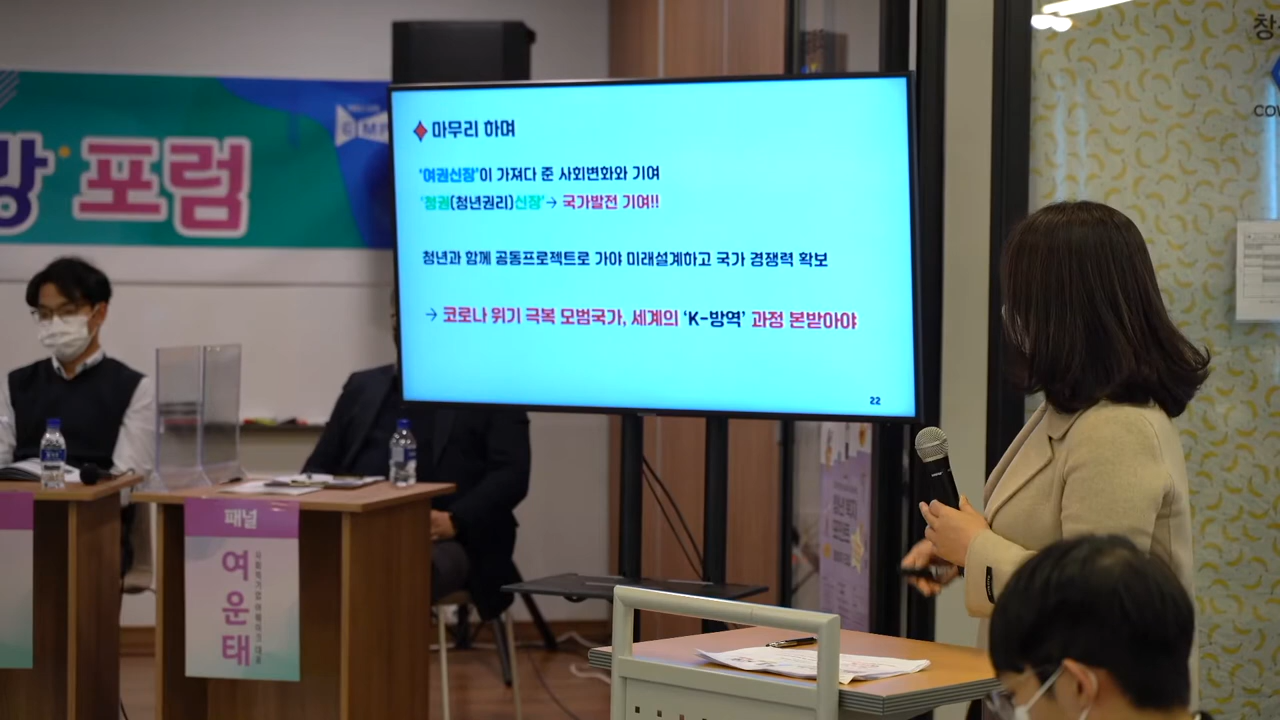 포럼
마무리 하며
'여권신장'이 가져다 준 사회변화와 기여
'청권(청년권리)신장'→ 국가발전 기여!!
청년과 함께 공동프로젝트로 가야 미래설계하고 국가 경쟁력 확보
→ 코로나 위기 극복 모범국가, 세계의 'K-방역' 과정 본받아야
22
패널
여운태